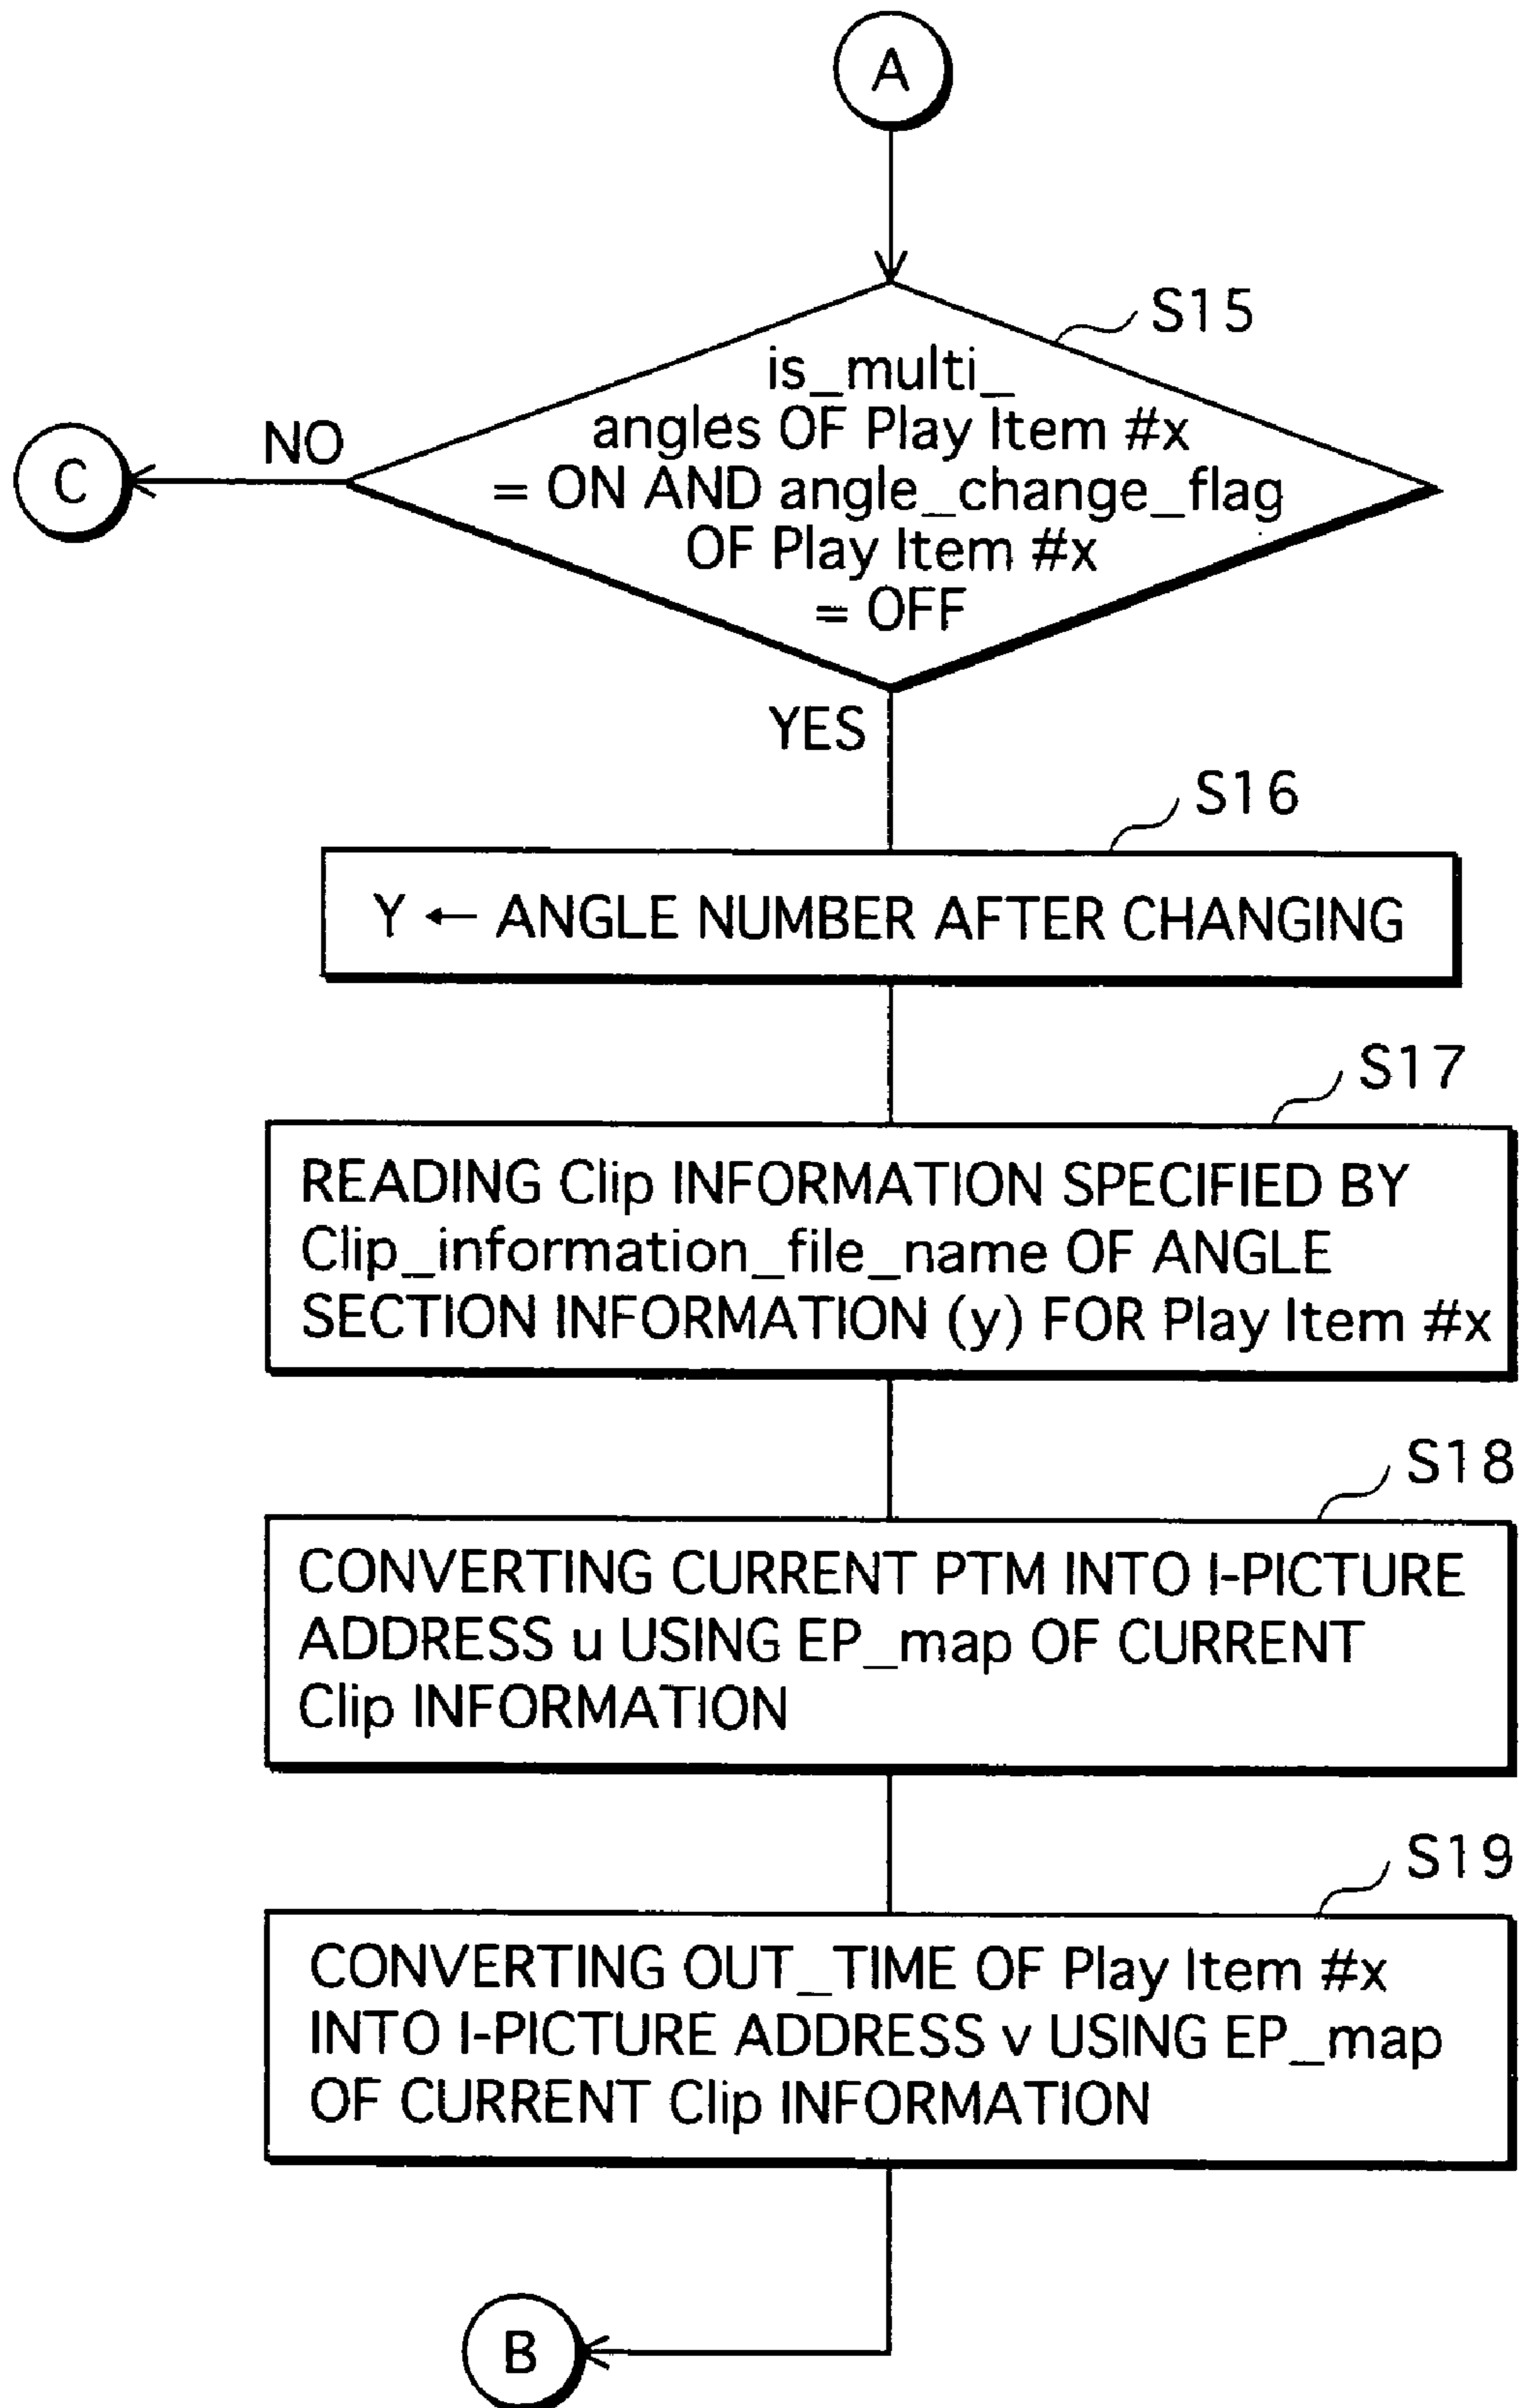 A
S15
is_multi_
angles OF Play Item #x
= ON AND angle_change_flag
OF Play Item #x
= OFF
NO
C
YES
S16
Y ← ANGLE NUMBER AFTER CHANGING
S17
READING Clip INFORMATION SPECIFIED BY
Clip_information_file_name OF ANGLE
SECTION INFORMATION (y) FOR Play Item #x
S18
CONVERTING CURRENT PTM INTO I-PICTURE
ADDRESS u USING EP_map OF CURRENT
Clip INFORMATION
S19
CONVERTING OUT_TIME OF Play Item #x
INTO I-PICTURE ADDRESS v USING EP_map
OF CURRENT Clip INFORMATION
B